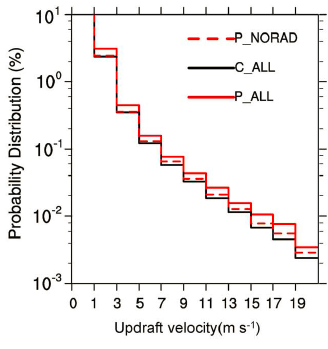 10¹
10⁰
10⁻¹
10⁻²
10⁻³
Probability Distribution (%)
P_NORAD
C_ALL
P_ALL
0 1 3 5 7 9 11 13 15 17 19
Updraft velocity(m s⁻¹)